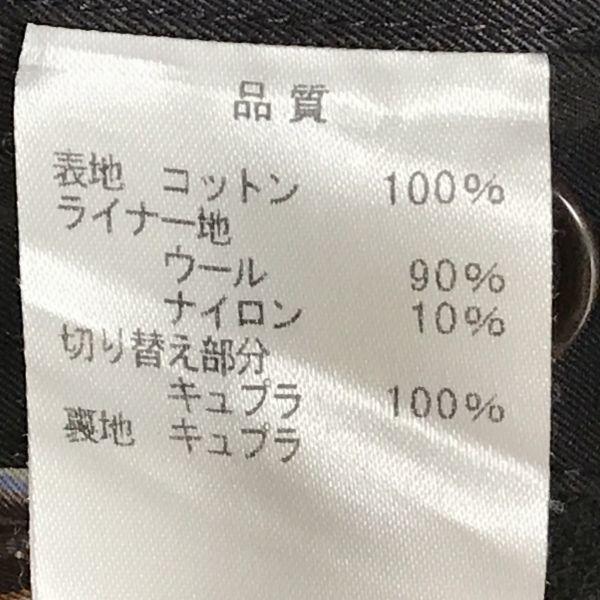 品質
表地 コットン 100%
ライナー地
ウール 90%
ナイロン 10%
切り替え部分
キュプラ 100%
裏地 キュプラ